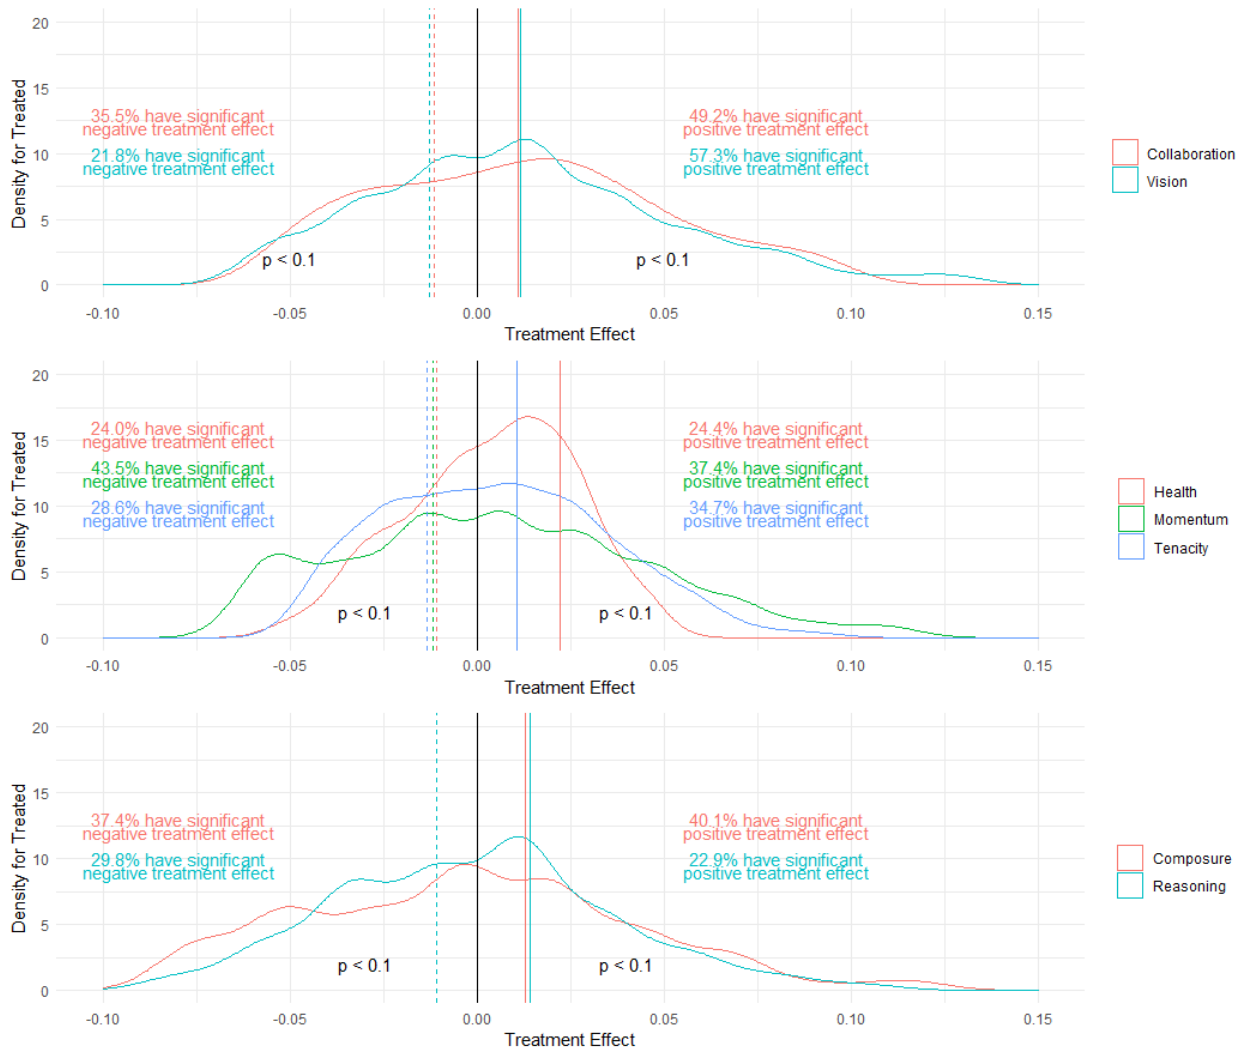 20
15
10
5
0
Density for Treated
35.5% have significant
negative treatment effect
21.8% have significant
negative treatment effect
49.2% have significant
positive treatment effect
57.3% have significant
positive treatment effect
p < 0.1
p < 0.1
-0.10 -0.05 0.00 0.05 0.10 0.15
Treatment Effect
Collaboration
Vision
20
15
10
5
0
Density for Treated
24.0% have significant
negative treatment effect
43.5% have significant
negative treatment effect
28.6% have significant
negative treatment effect
24.4% have significant
positive treatment effect
37.4% have significant
positive treatment effect
34.7% have significant
positive treatment effect
p < 0.1
p < 0.1
-0.10 -0.05 0.00 0.05 0.10 0.15
Treatment Effect
Health
Momentum
Tenacity
20
15
10
5
0
Density for Treated
37.4% have significant
negative treatment effect
29.8% have significant
negative treatment effect
40.1% have significant
positive treatment effect
22.9% have significant
positive treatment effect
p < 0.1
p < 0.1
-0.10 -0.05 0.00 0.05 0.10 0.15
Treatment Effect
Composure
Reasoning